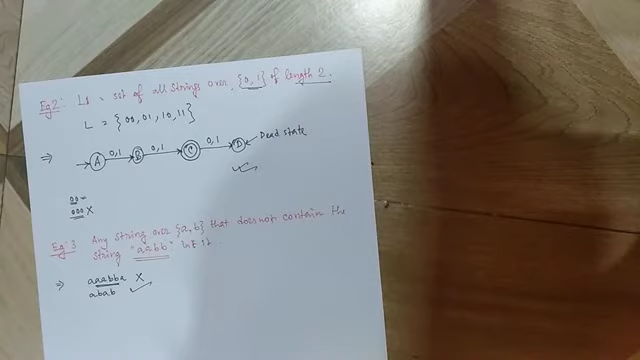 Eg 2: L1 = set of all strings over {0, 1} of length 2.
L = {00, 01, 10, 11}
⇒ A 0,1 B 0,1 C 0,1 D ← Dead state
00 =
000 X
Eg: 3 Any string over {a, b} that does not contain the
string "aabb" in it.
⇒ aaabba X
abab ✓